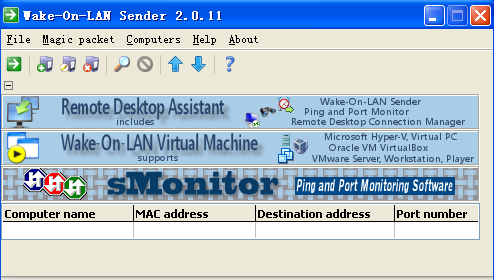 Wake-On-LAN Sender 2.0.11
File Magic packet Computers Help About
Remote Desktop Assistant
includes
Wake-On-LAN Sender
Ping and Port Monitor
Remote Desktop Connection Manager
Wake-On-LAN Virtual Machine
supports
Microsoft Hyper-V, Virtual PC
Oracle VM VirtualBox
VMware Server, Workstation, Player
sMonitor
Ping and Port Monitoring Software
Computer name MAC address Destination address Port number